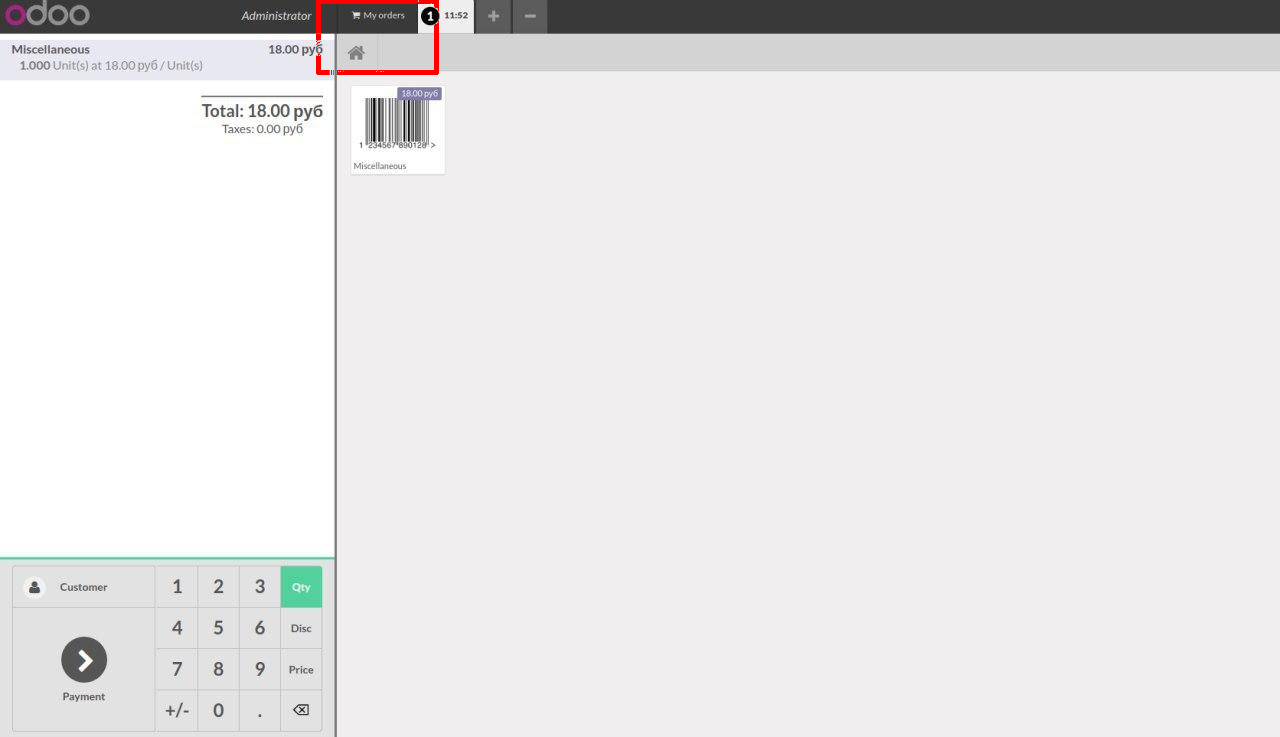 odoo
Administrator
My orders
1 11:52
Miscellaneous 18.00 руб
1.000 Unit(s) at 18.00 руб / Unit(s)
Total: 18.00 руб
Taxes: 0.00 руб
18.00 руб
1 234567 890128 >
Miscellaneous
Customer
1 2 3 Qty
4 5 6 Disc
7 8 9 Price
Payment
+/- 0 .